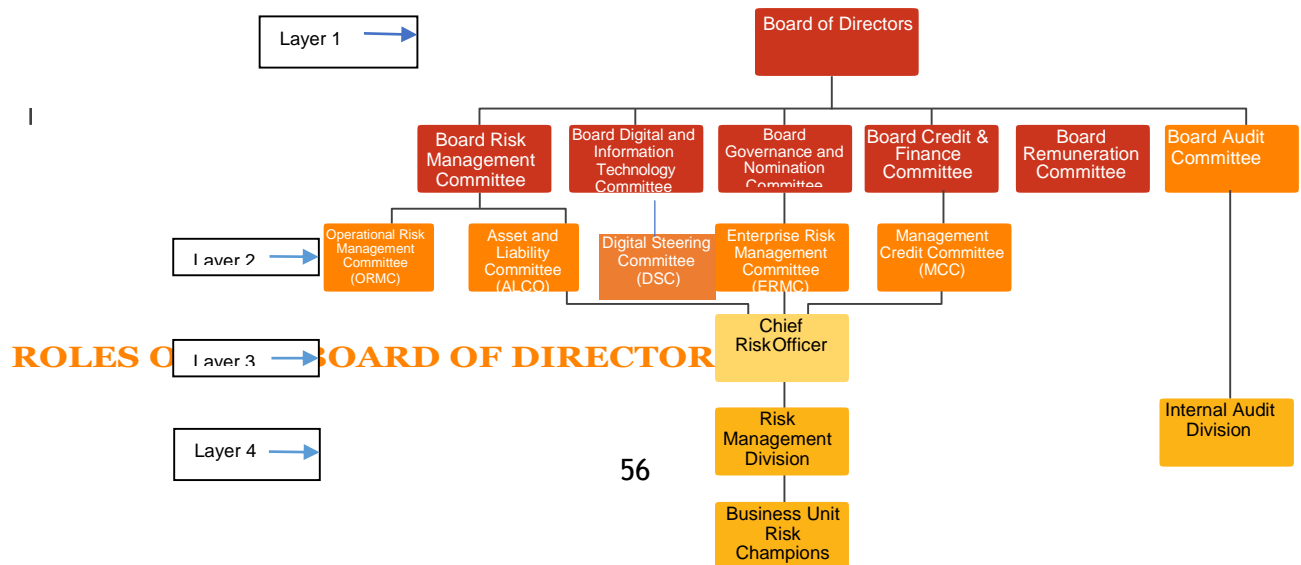 Board of Directors
Layer 1
Board Risk
Management
Committee
Board Digital and
Information
Technology
Committee
Board
Governance and
Nomination
Committee
Board Credit &
Finance
Committee
Board
Remuneration
Committee
Board Audit
Committee
Layer 2
Operational Risk
Management
Committee
(ORMC)
Asset and
Liability
Committee
(ALCO)
Digital Steering
Committee
(DSC)
Enterprise Risk
Management
Committee
(ERMC)
Management
Credit Committee
(MCC)
Chief
RiskOfficer
ROLES O BOARD OF DIRECTOR
Layer 3
Risk
Management
Division
Internal Audit
Division
Layer 4
56
Business Unit
Risk
Champions